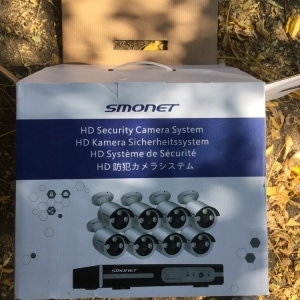 SMONET
HD Security Camera System
HD Kamera Sicherheitssystem
HD Système de Sécurité
HD 防犯カメラシステム
SMONET